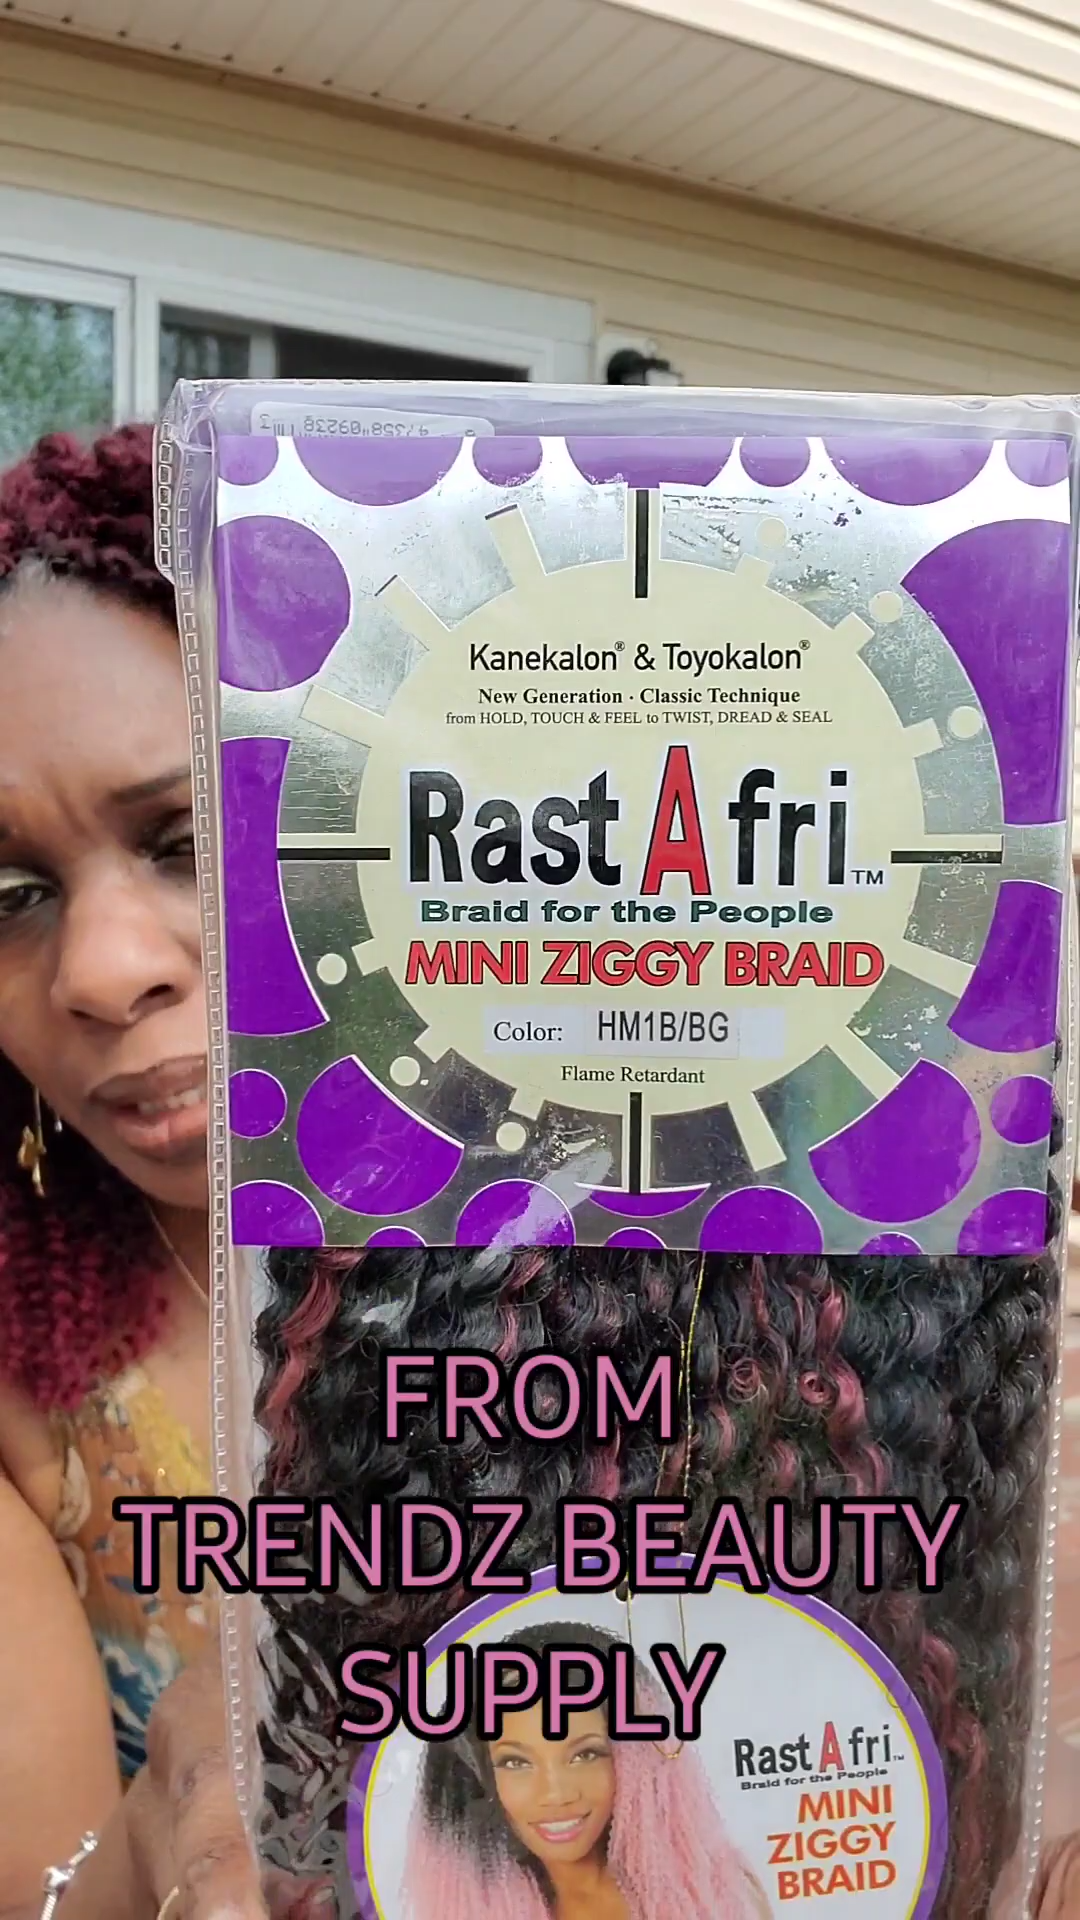 Kanekalon® & Toyokalon®
New Generation · Classic Technique
from HOLD, TOUCH & FEEL to TWIST, DREAD & SEAL
RastAfri™
Braid for the People
MINI ZIGGY BRAID
Color: HM1B/BG
Flame Retardant
FROM
TRENDZ BEAUTY
SUPPLY
RastAfri™
Braid for the People
MINI
ZIGGY
BRAID